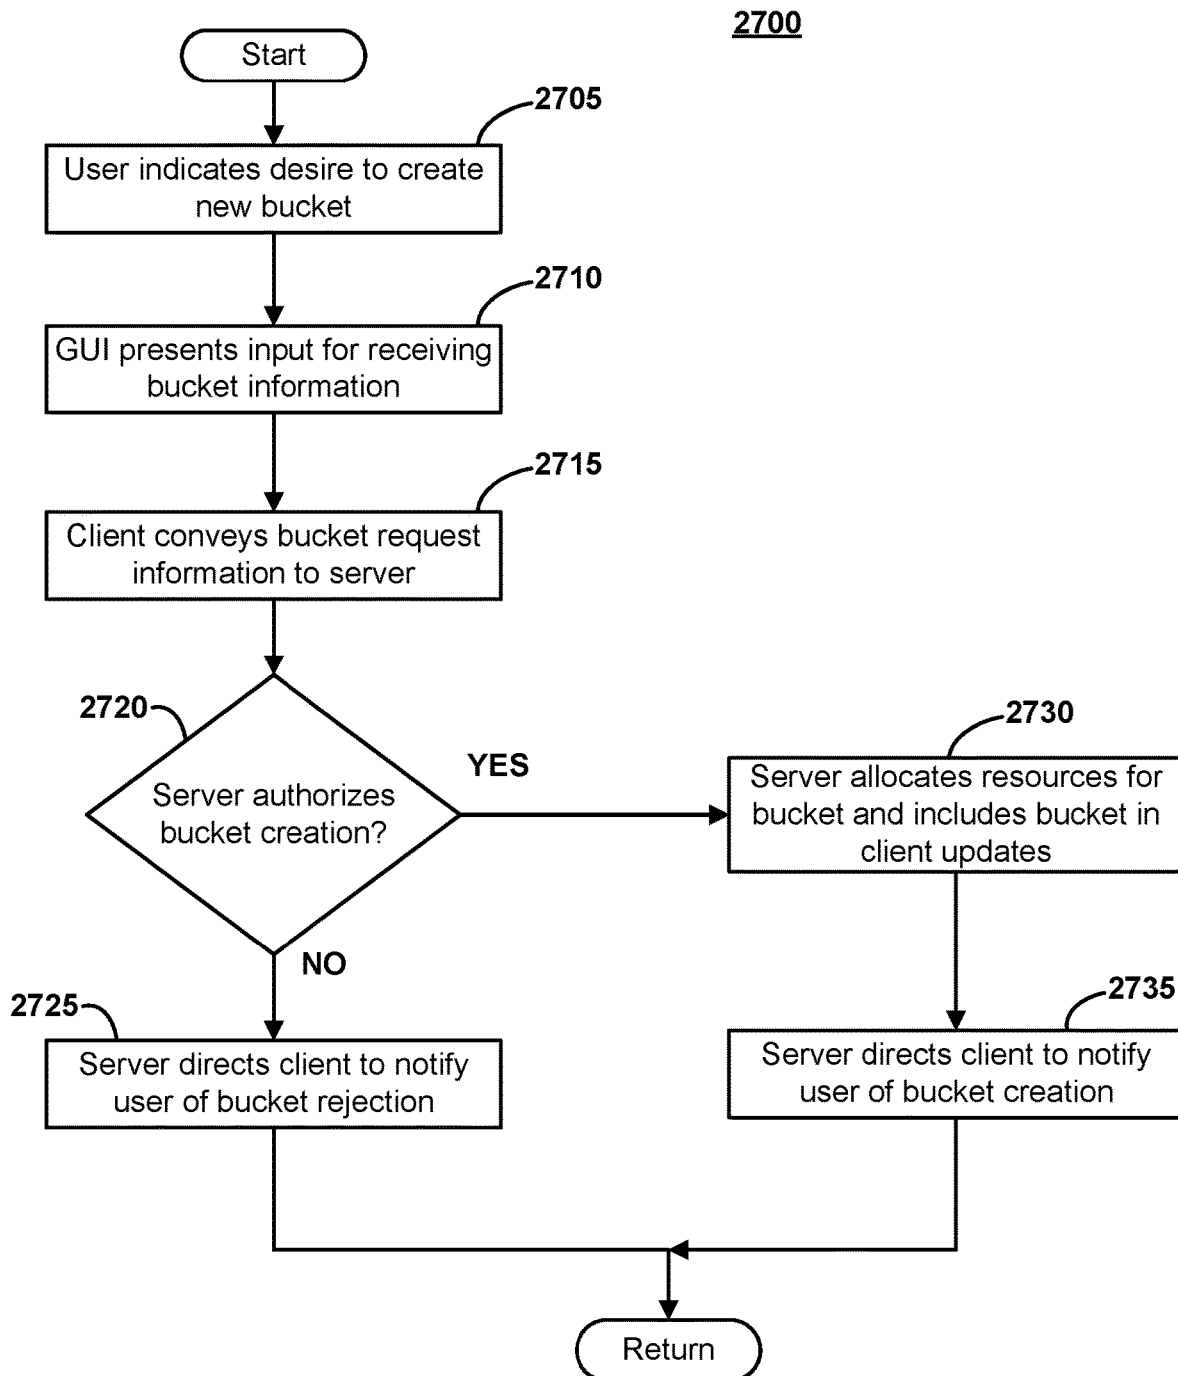 2700
Start
2705
User indicates desire to create
new bucket
2710
GUI presents input for receiving
bucket information
2715
Client conveys bucket request
information to server
2720
Server authorizes
bucket creation?
YES
2730
Server allocates resources for
bucket and includes bucket in
client updates
NO
2725
Server directs client to notify
user of bucket rejection
2735
Server directs client to notify
user of bucket creation
Return